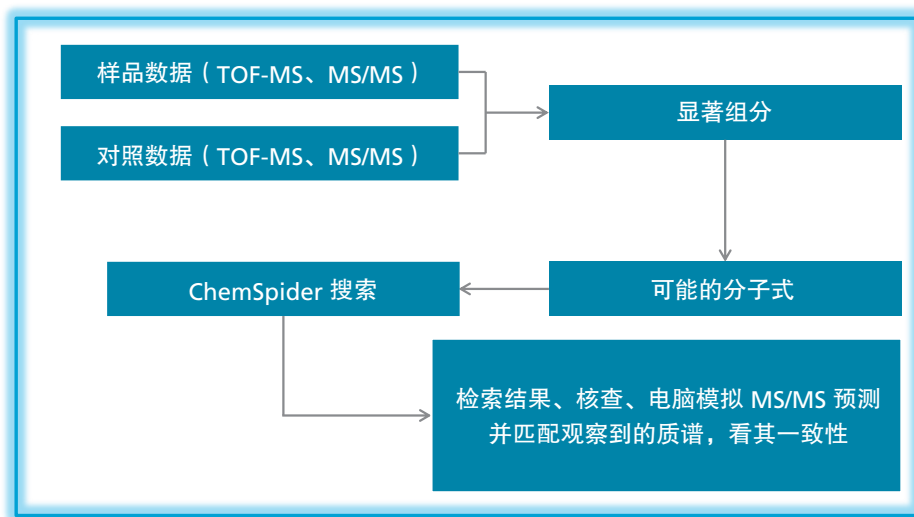 样品数据（TOF-MS、MS/MS）
对照数据（TOF-MS、MS/MS）
显著组分
ChemSpider 搜索
可能的分子式
检索结果、核查、电脑模拟 MS/MS 预测
并匹配观察到的质谱，看其一致性